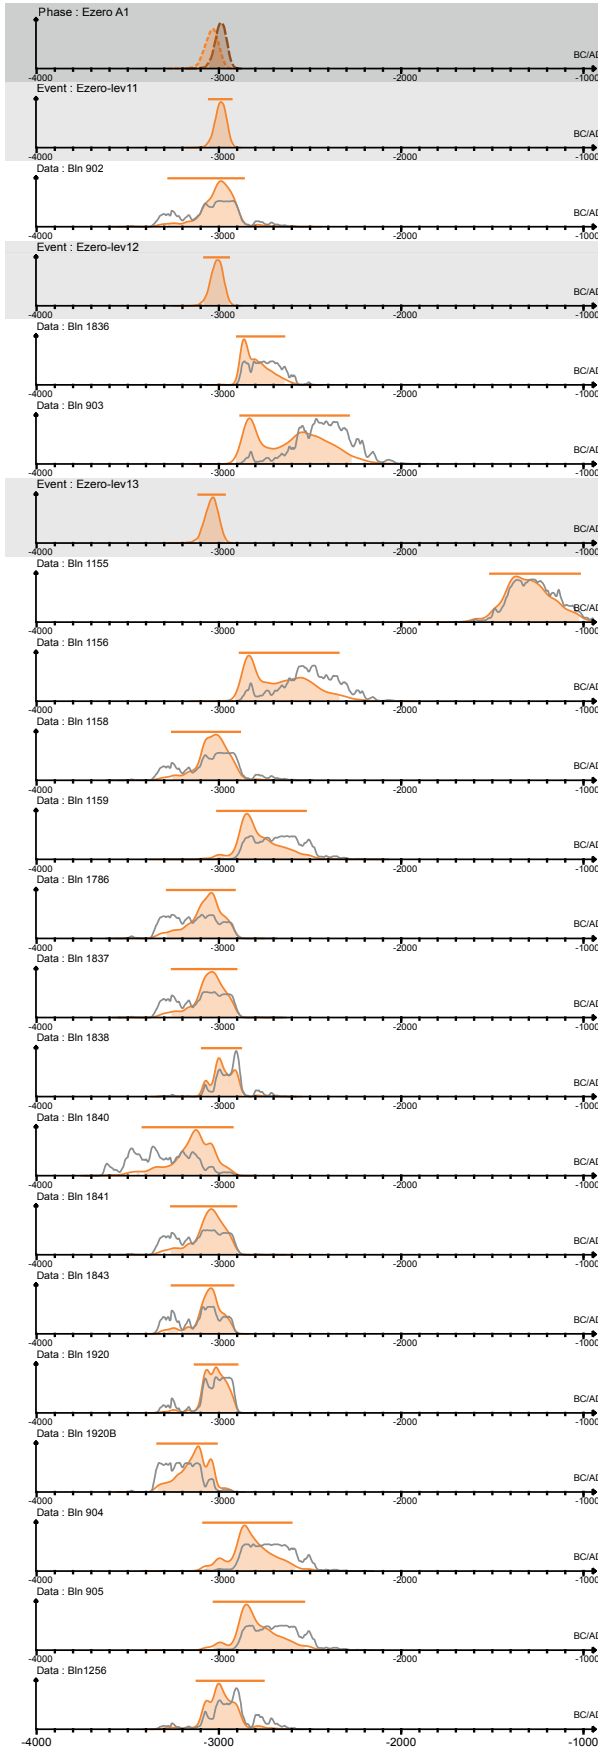 Phase : Ezero A1
BC/AD
-4000 -3000 -2000 -1000
Event : Ezero-lev11
BC/AD
-4000 -3000 -2000 -1000
Data : Bln 902
BC/AD
-4000 -3000 -2000 -1000
Event : Ezero-lev12
BC/AD
-4000 -3000 -2000 -1000
Data : Bln 1836
BC/AD
-4000 -3000 -2000 -1000
Data : Bln 903
BC/AD
-4000 -3000 -2000 -1000
Event : Ezero-lev13
BC/AD
-4000 -3000 -2000 -1000
Data : Bln 1155
BC/AD
-4000 -3000 -2000 -1000
Data : Bln 1156
BC/AD
-4000 -3000 -2000 -1000
Data : Bln 1158
BC/AD
-4000 -3000 -2000 -1000
Data : Bln 1159
BC/AD
-4000 -3000 -2000 -1000
Data : Bln 1786
BC/AD
-4000 -3000 -2000 -1000
Data : Bln 1837
BC/AD
-4000 -3000 -2000 -1000
Data : Bln 1838
BC/AD
-4000 -3000 -2000 -1000
Data : Bln 1840
BC/AD
-4000 -3000 -2000 -1000
Data : Bln 1841
BC/AD
-4000 -3000 -2000 -1000
Data : Bln 1843
BC/AD
-4000 -3000 -2000 -1000
Data : Bln 1920
BC/AD
-4000 -3000 -2000 -1000
Data : Bln 1920B
BC/AD
-4000 -3000 -2000 -1000
Data : Bln 904
BC/AD
-4000 -3000 -2000 -1000
Data : Bln 905
BC/AD
-4000 -3000 -2000 -1000
Data : Bln1256
BC/AD
-4000 -3000 -2000 -1000